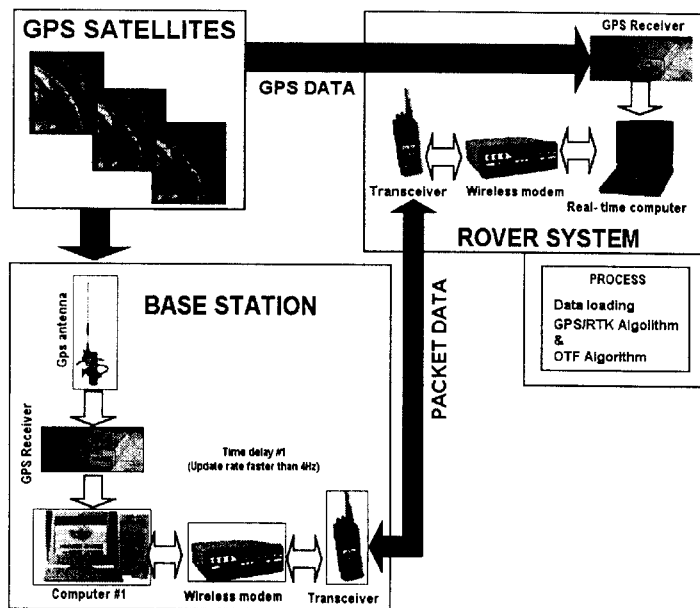 GPS SATELLITES
GPS DATA
GPS Receiver
Transceiver
Wireless modem
Real-time computer
ROVER SYSTEM
PROCESS
Data loading
GPS/RTK Algolithm
&
OTF Algorithm
PACKET DATA
BASE STATION
Gps antenna
GPS Receiver
Time delay #1
(Update rate faster than 4Hz)
Computer #1
Wireless modem
Transceiver